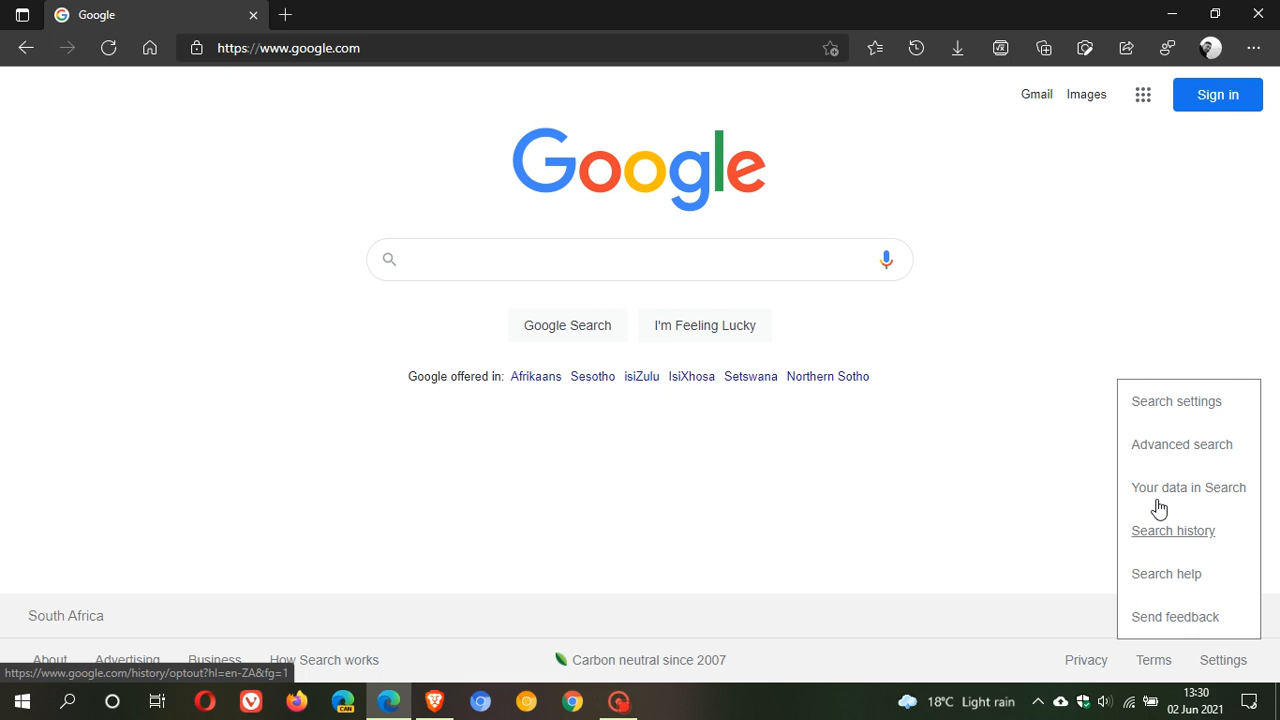 Google
https://www.google.com
Gmail Images Sign in
Google
Google Search I'm Feeling Lucky
Google offered in: Afrikaans Sesotho isiZulu IsiXhosa Setswana Northern Sotho
Search settings
Advanced search
Your data in Search
Search history
Search help
Send feedback
South Africa
About Advertising Business How Search works Carbon neutral since 2007 Privacy Terms Settings
https://www.google.com/history/optout?hl=en-ZA&fg=1
CAN
18°C Light rain
13:30
02 Jun 2021